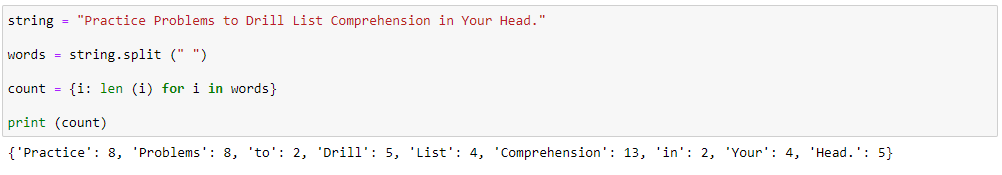 string = "Practice Problems to Drill List Comprehension in Your Head."
words = string.split (" ")
count = {i: len (i) for i in words}
print (count)
{'Practice': 8, 'Problems': 8, 'to': 2, 'Drill': 5, 'List': 4, 'Comprehension': 13, 'in': 2, 'Your': 4, 'Head.': 5}